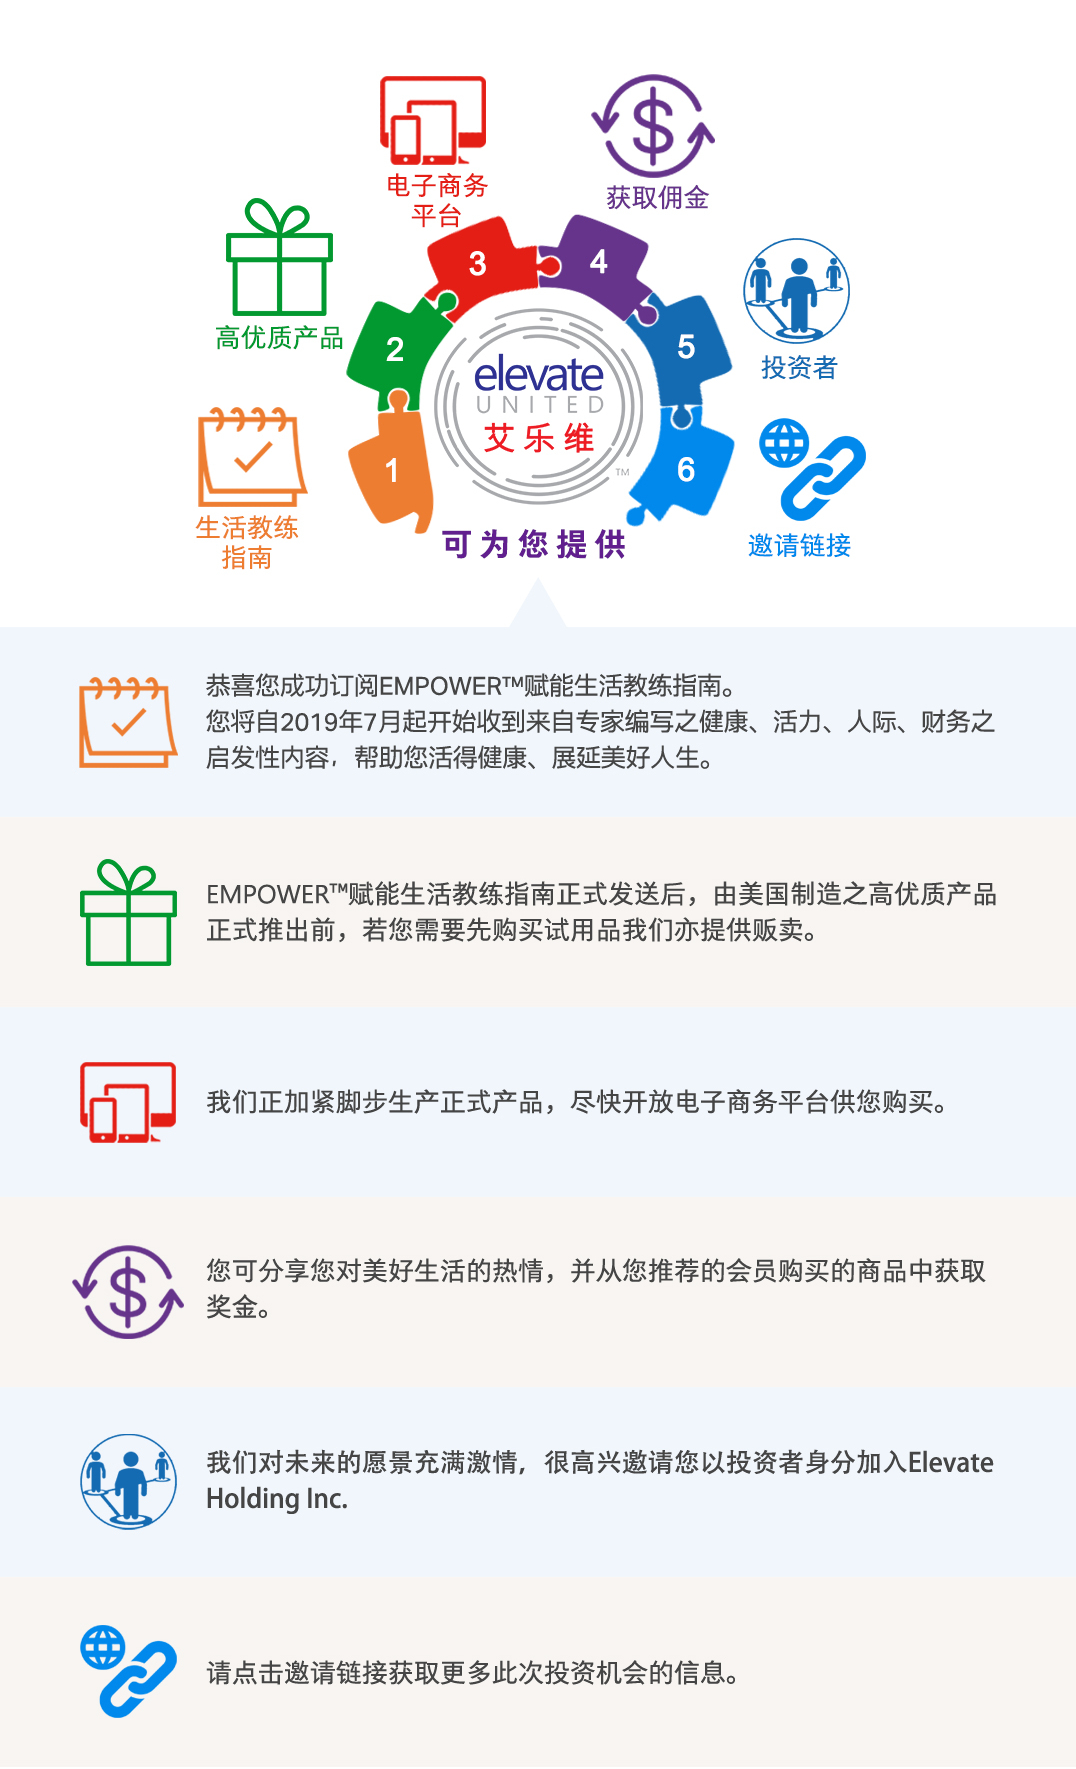 电子商务
平台
获取佣金
高优质产品
投资者
生活教练
指南
邀请链接
1
2
3
4
5
6
elevate
UNITED
艾乐维
TM
可为您提供
恭喜您成功订阅EMPOWER™赋能生活教练指南。
您将自2019年7月起开始收到来自专家编写之健康、活力、人际、财务之
启发性内容，帮助您活得健康、展延美好人生。
EMPOWER™赋能生活教练指南正式发送后，由美国制造之高优质产品
正式推出前，若您需要先购买试用品我们亦提供贩卖。
我们正加紧脚步生产正式产品，尽快开放电子商务平台供您购买。
您可分享您对美好生活的热情，并从您推荐的会员购买的商品中获取
奖金。
我们对未来的愿景充满激情，很高兴邀请您以投资者身分加入Elevate
Holding Inc.
请点击邀请链接获取更多此次投资机会的信息。